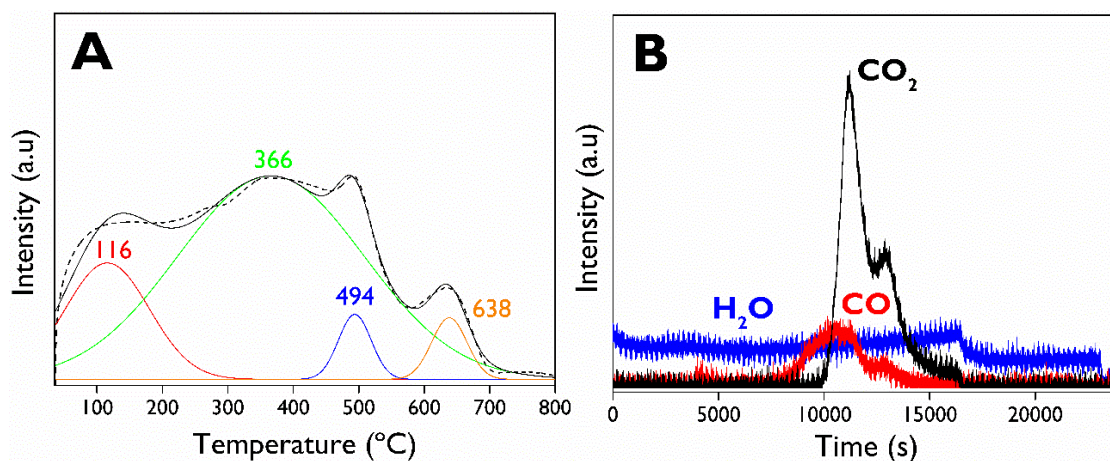 A
Intensity (a.u)
116
366
494
638
100 200 300 400 500 600 700 800
Temperature (ºC)
B
Intensity (a.u)
CO₂
H₂O
CO
0 5000 10000 15000 20000
Time (s)